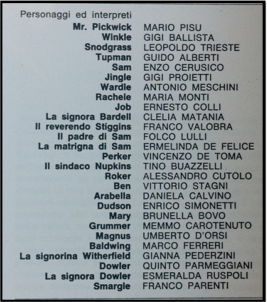 Personaggi ed interpreti
Mr. Pickwick MARIO PISU
Winkle GIGI BALLISTA
Snodgrass LEOPOLDO TRIESTE
Tupman GUIDO ALBERTI
Sam ENZO CERUSICO
Jingle GIGI PROIETTI
Wardle ANTONIO MESCHINI
Rachele MARIA MONTI
Job ERNESTO COLLI
La signora Bardell CLELIA MATANIA
Il reverendo Stiggins FRANCO VALOBRA
Il padre di Sam FOLCO LULLI
La matrigna di Sam ERMELINDA DE FELICE
Perker VINCENZO DE TOMA
Il sindaco Nupkins TINO BUAZZELLI
Roker ALESSANDRO CUTOLO
Ben VITTORIO STAGNI
Arabella DANIELA CALVINO
Dudson ENRICO SIMONETTI
Mary BRUNELLA BOVO
Grummer MEMMO CAROTENUTO
Magnus UMBERTO D'ORSI
Baldwing MARCO FERRERI
La signorina Witherfield GIANNA PEDERZINI
Dowler QUINTO PARMEGGIANI
La signora Dowler ESMERALDA RUSPOLI
Smargle FRANCO PARENTI